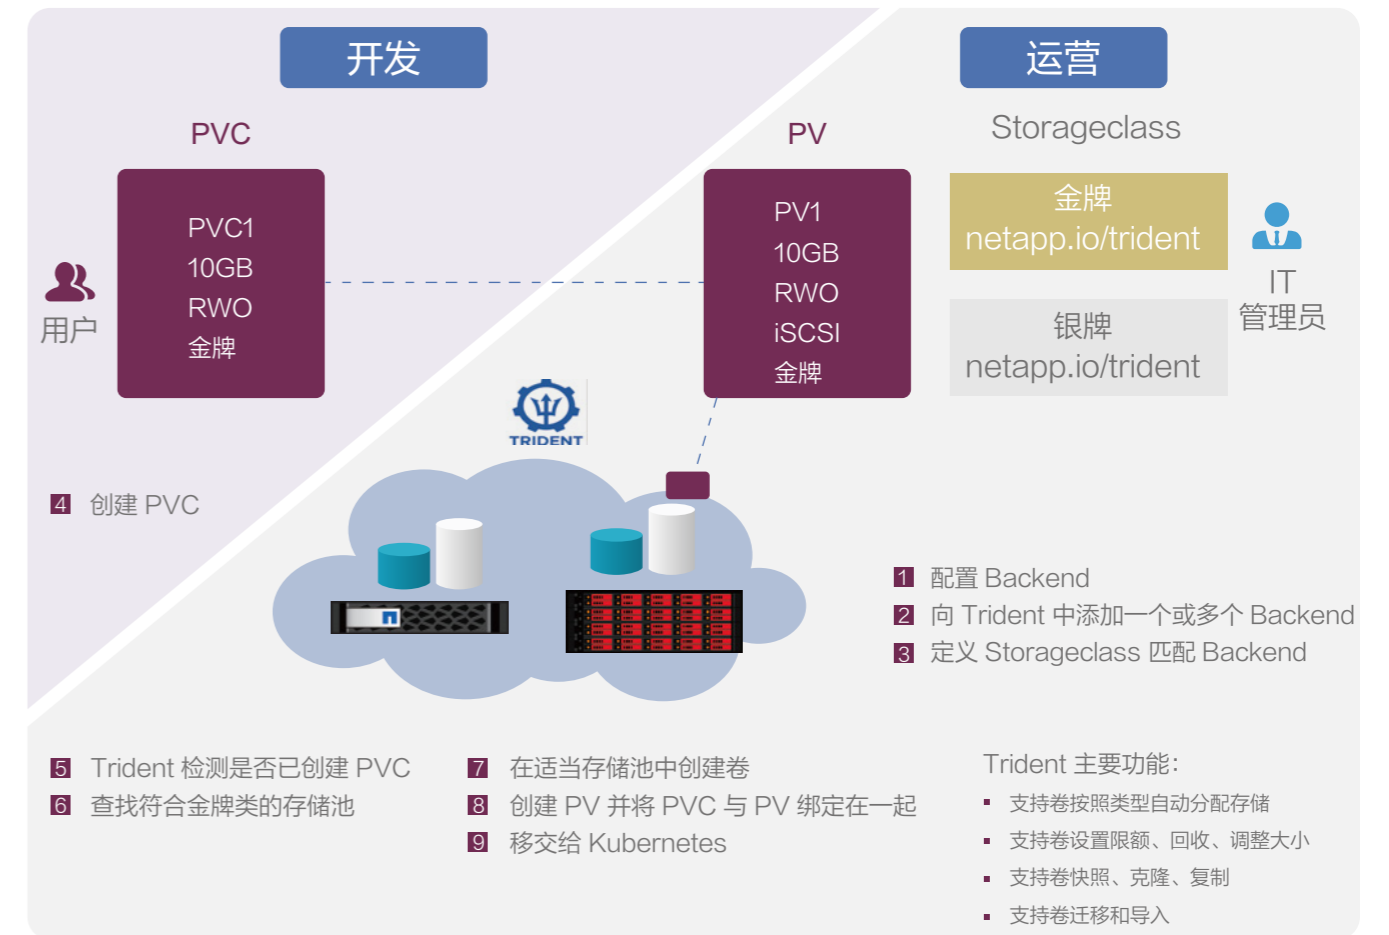 开发
运营
PVC
PV
Storageclass
PVC1
10GB
RWO
金牌
用户
PV1
10GB
RWO
iSCSI
金牌
金牌
netapp.io/trident
银牌
netapp.io/trident
IT
管理员
TRIDENT
4 创建 PVC
1 配置 Backend
2 向 Trident 中添加一个或多个 Backend
3 定义 Storageclass 匹配 Backend
5 Trident 检测是否已创建 PVC
6 查找符合金牌类的存储池
7 在适当存储池中创建卷
8 创建 PV 并将 PVC 与 PV 绑定在一起
9 移交给 Kubernetes
Trident 主要功能：
▪ 支持卷按照类型自动分配存储
▪ 支持卷设置限额、回收、调整大小
▪ 支持卷快照、克隆、复制
▪ 支持卷迁移和导入